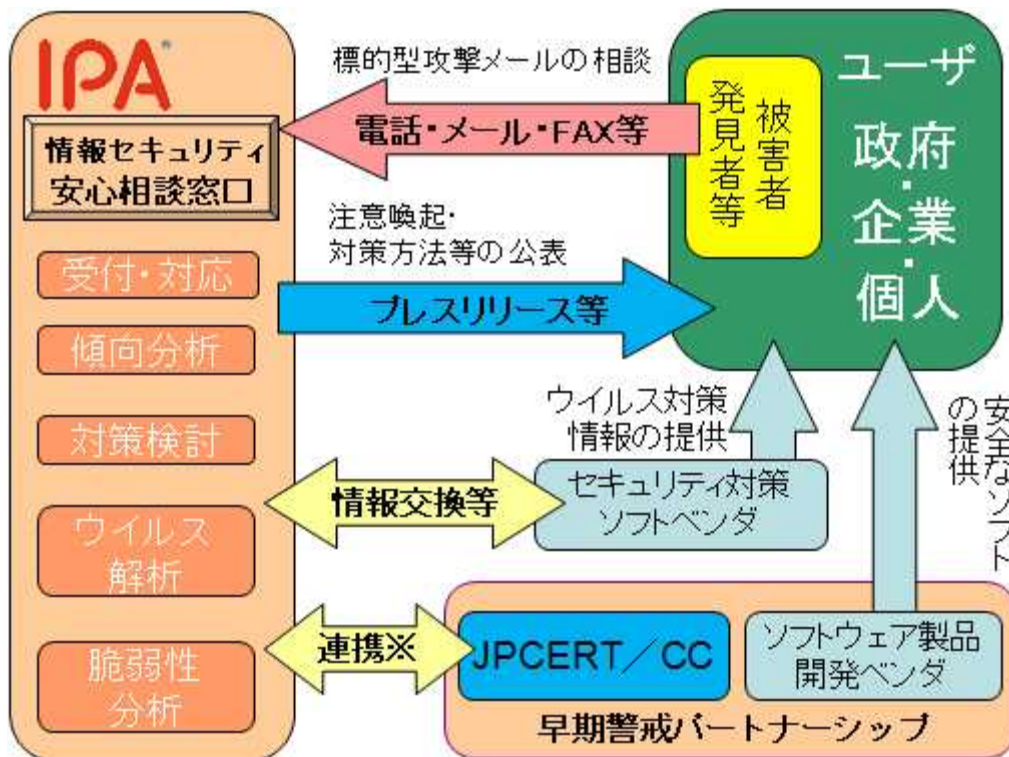 IPA®
情報セキュリティ
安心相談窓口
受付・対応
傾向分析
対策検討
ウイルス
解析
脆弱性
分析
標的型攻撃メールの相談
電話・メール・FAX等
注意喚起・
対策方法等の公表
プレスリリース等
被害者
発見者等
ユーザ
政府
・
企業
・
個人
ウイルス対策
情報の提供
安全なソフト
の提供
情報交換等
セキュリティ対策
ソフトベンダ
連携※
JPCERT/CC
ソフトウェア製品
開発ベンダ
早期警戒パートナーシップ